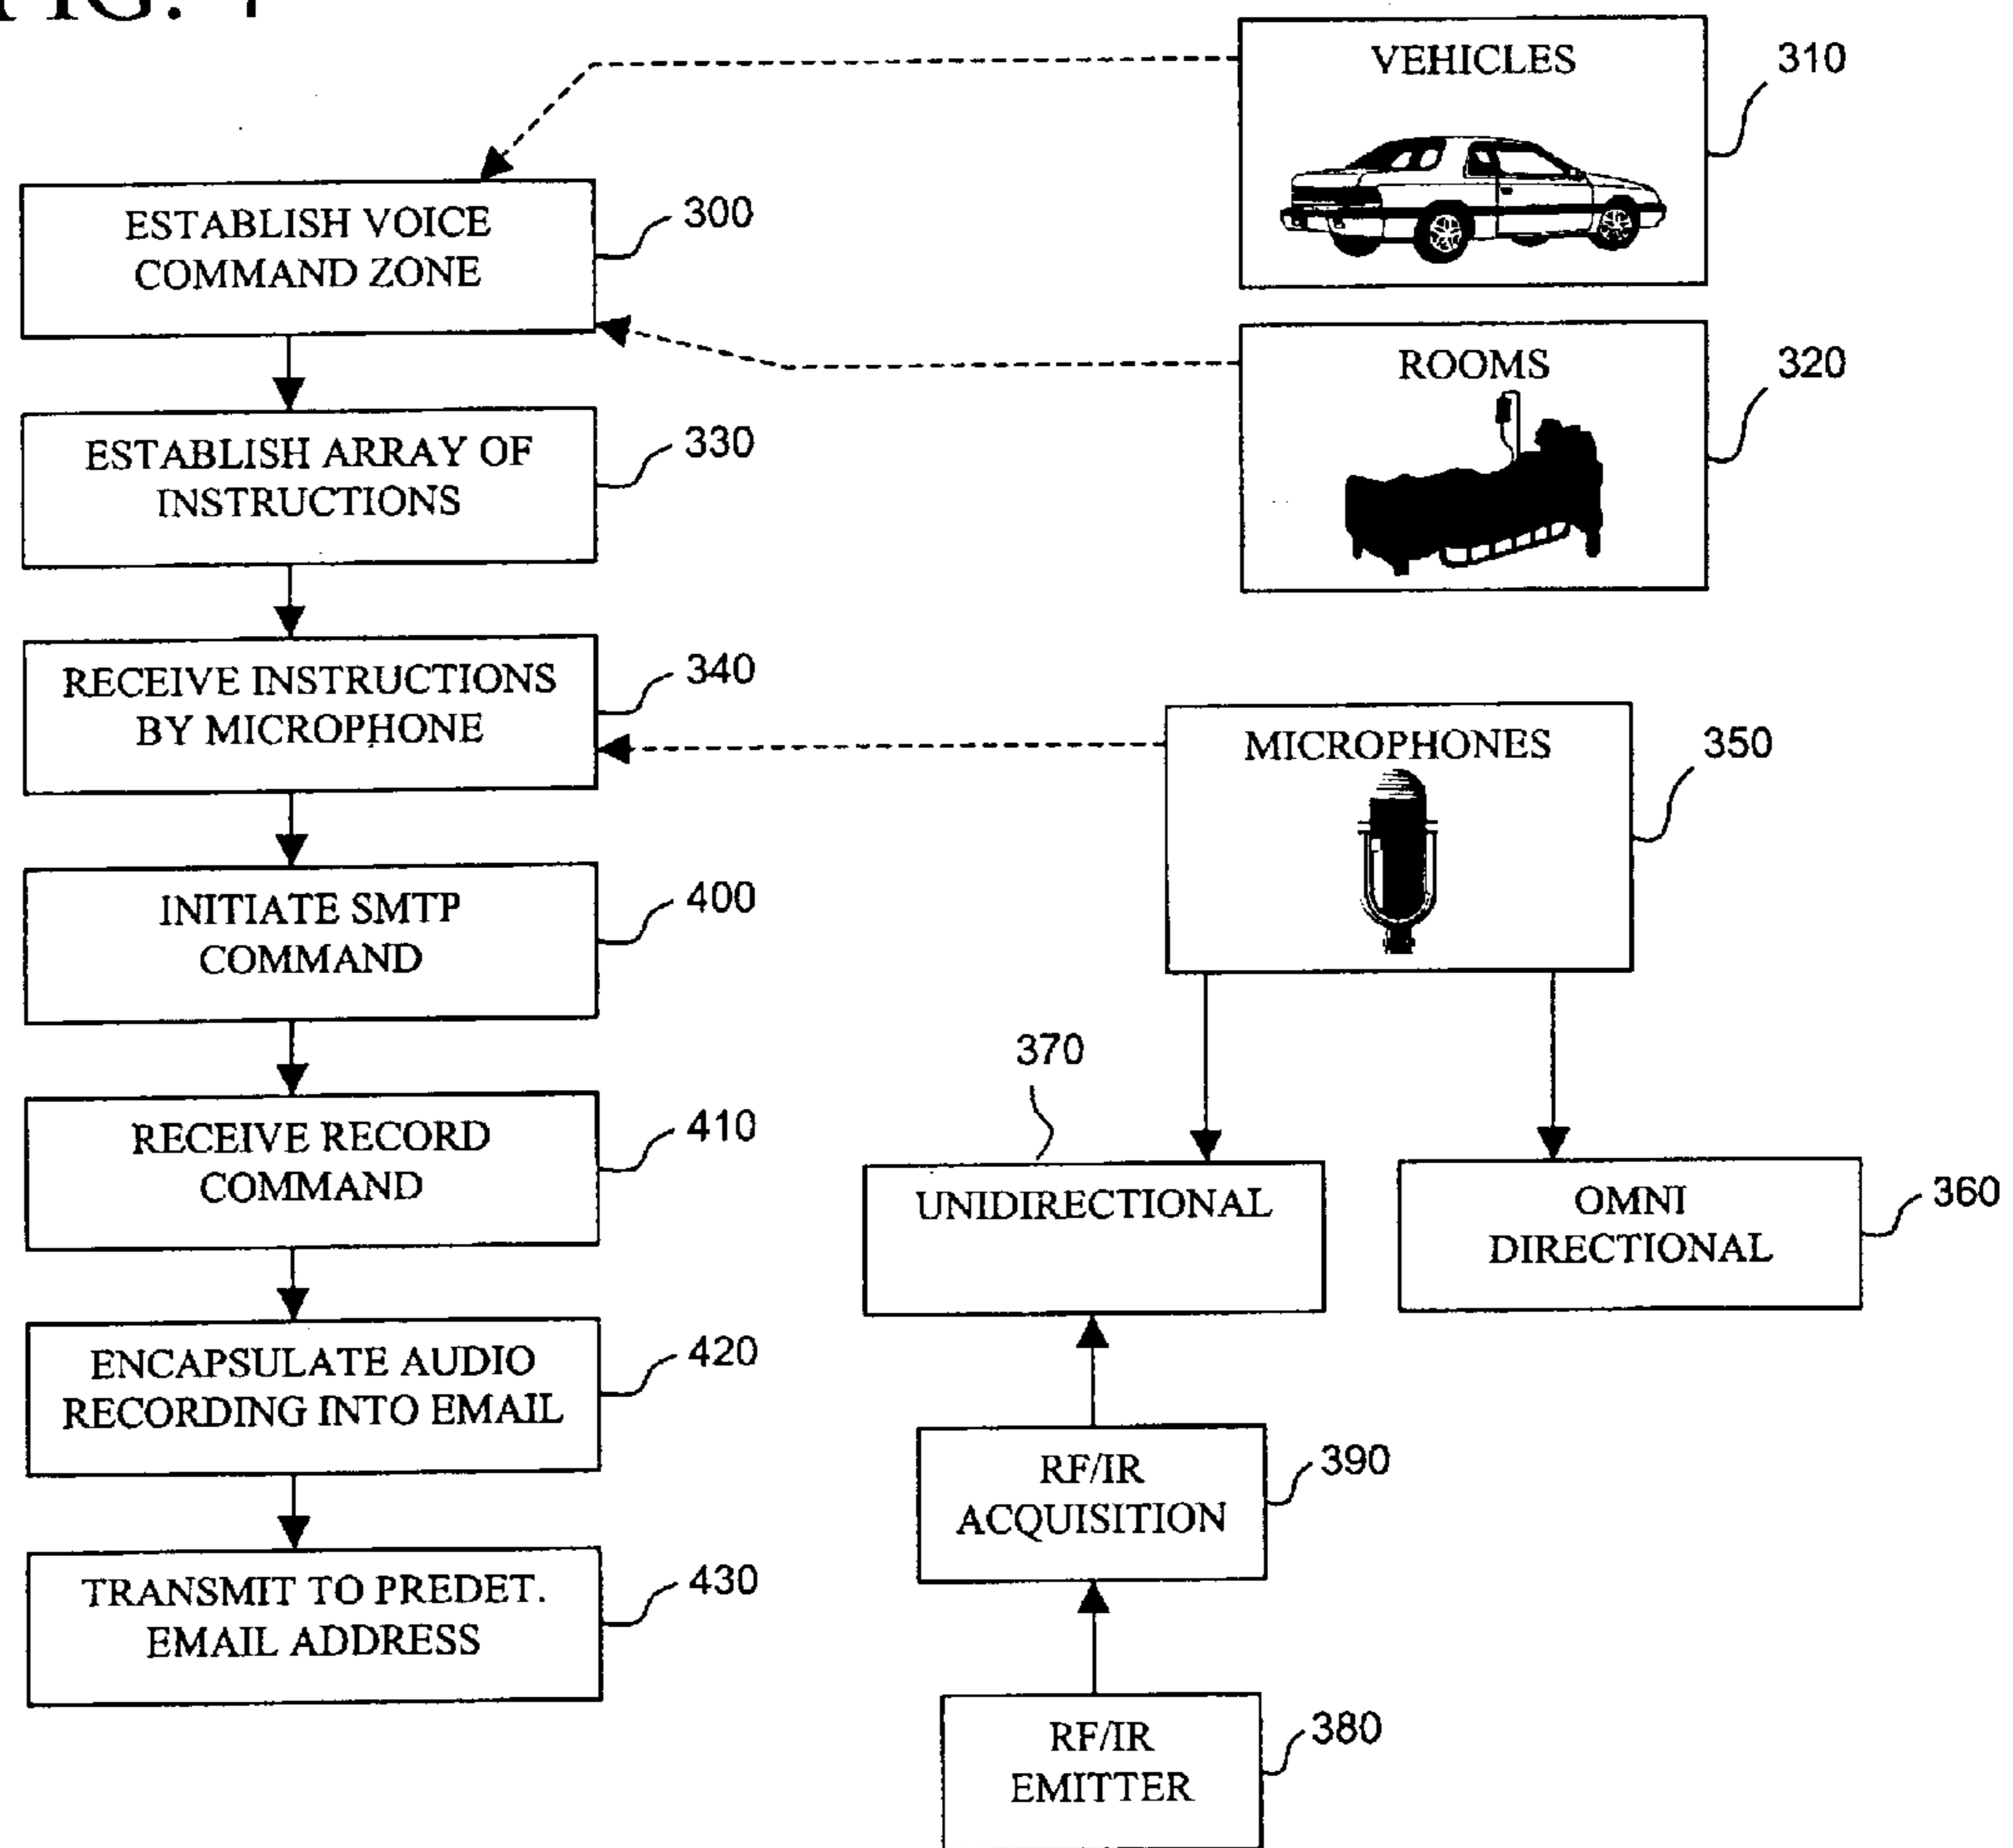 FIG. 4
VEHICLES
310
ESTABLISH VOICE
COMMAND ZONE
300
ROOMS
320
ESTABLISH ARRAY OF
INSTRUCTIONS
330
RECEIVE INSTRUCTIONS
BY MICROPHONE
340
MICROPHONES
350
INITIATE SMTP
COMMAND
400
370
RECEIVE RECORD
COMMAND
410
UNIDIRECTIONAL
OMNI
DIRECTIONAL
360
ENCAPSULATE AUDIO
RECORDING INTO EMAIL
420
RF/IR
ACQUISITION
390
TRANSMIT TO PREDET.
EMAIL ADDRESS
430
RF/IR
EMITTER
380